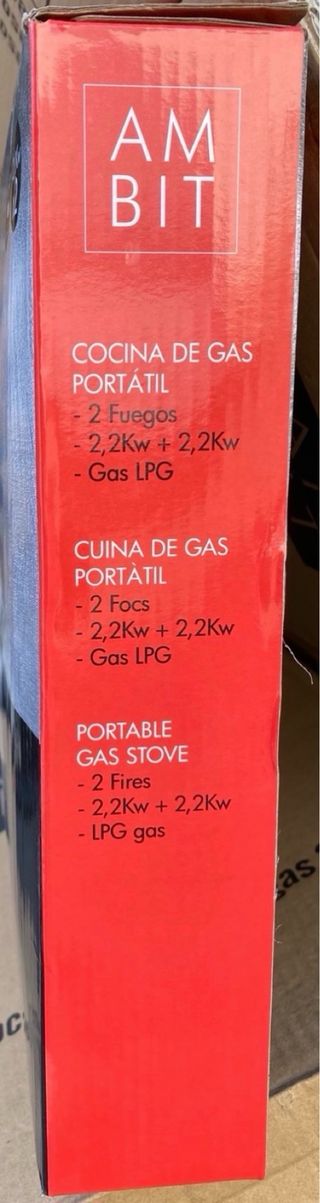 AM
BIT
COCINA DE GAS
PORTÁTIL
- 2 Fuegos
- 2,2Kw + 2,2Kw
- Gas LPG
CUINA DE GAS
PORTÀTIL
- 2 Focs
- 2,2Kw + 2,2Kw
- Gas LPG
PORTABLE
GAS STOVE
- 2 Fires
- 2,2Kw + 2,2Kw
- LPG gas
gas